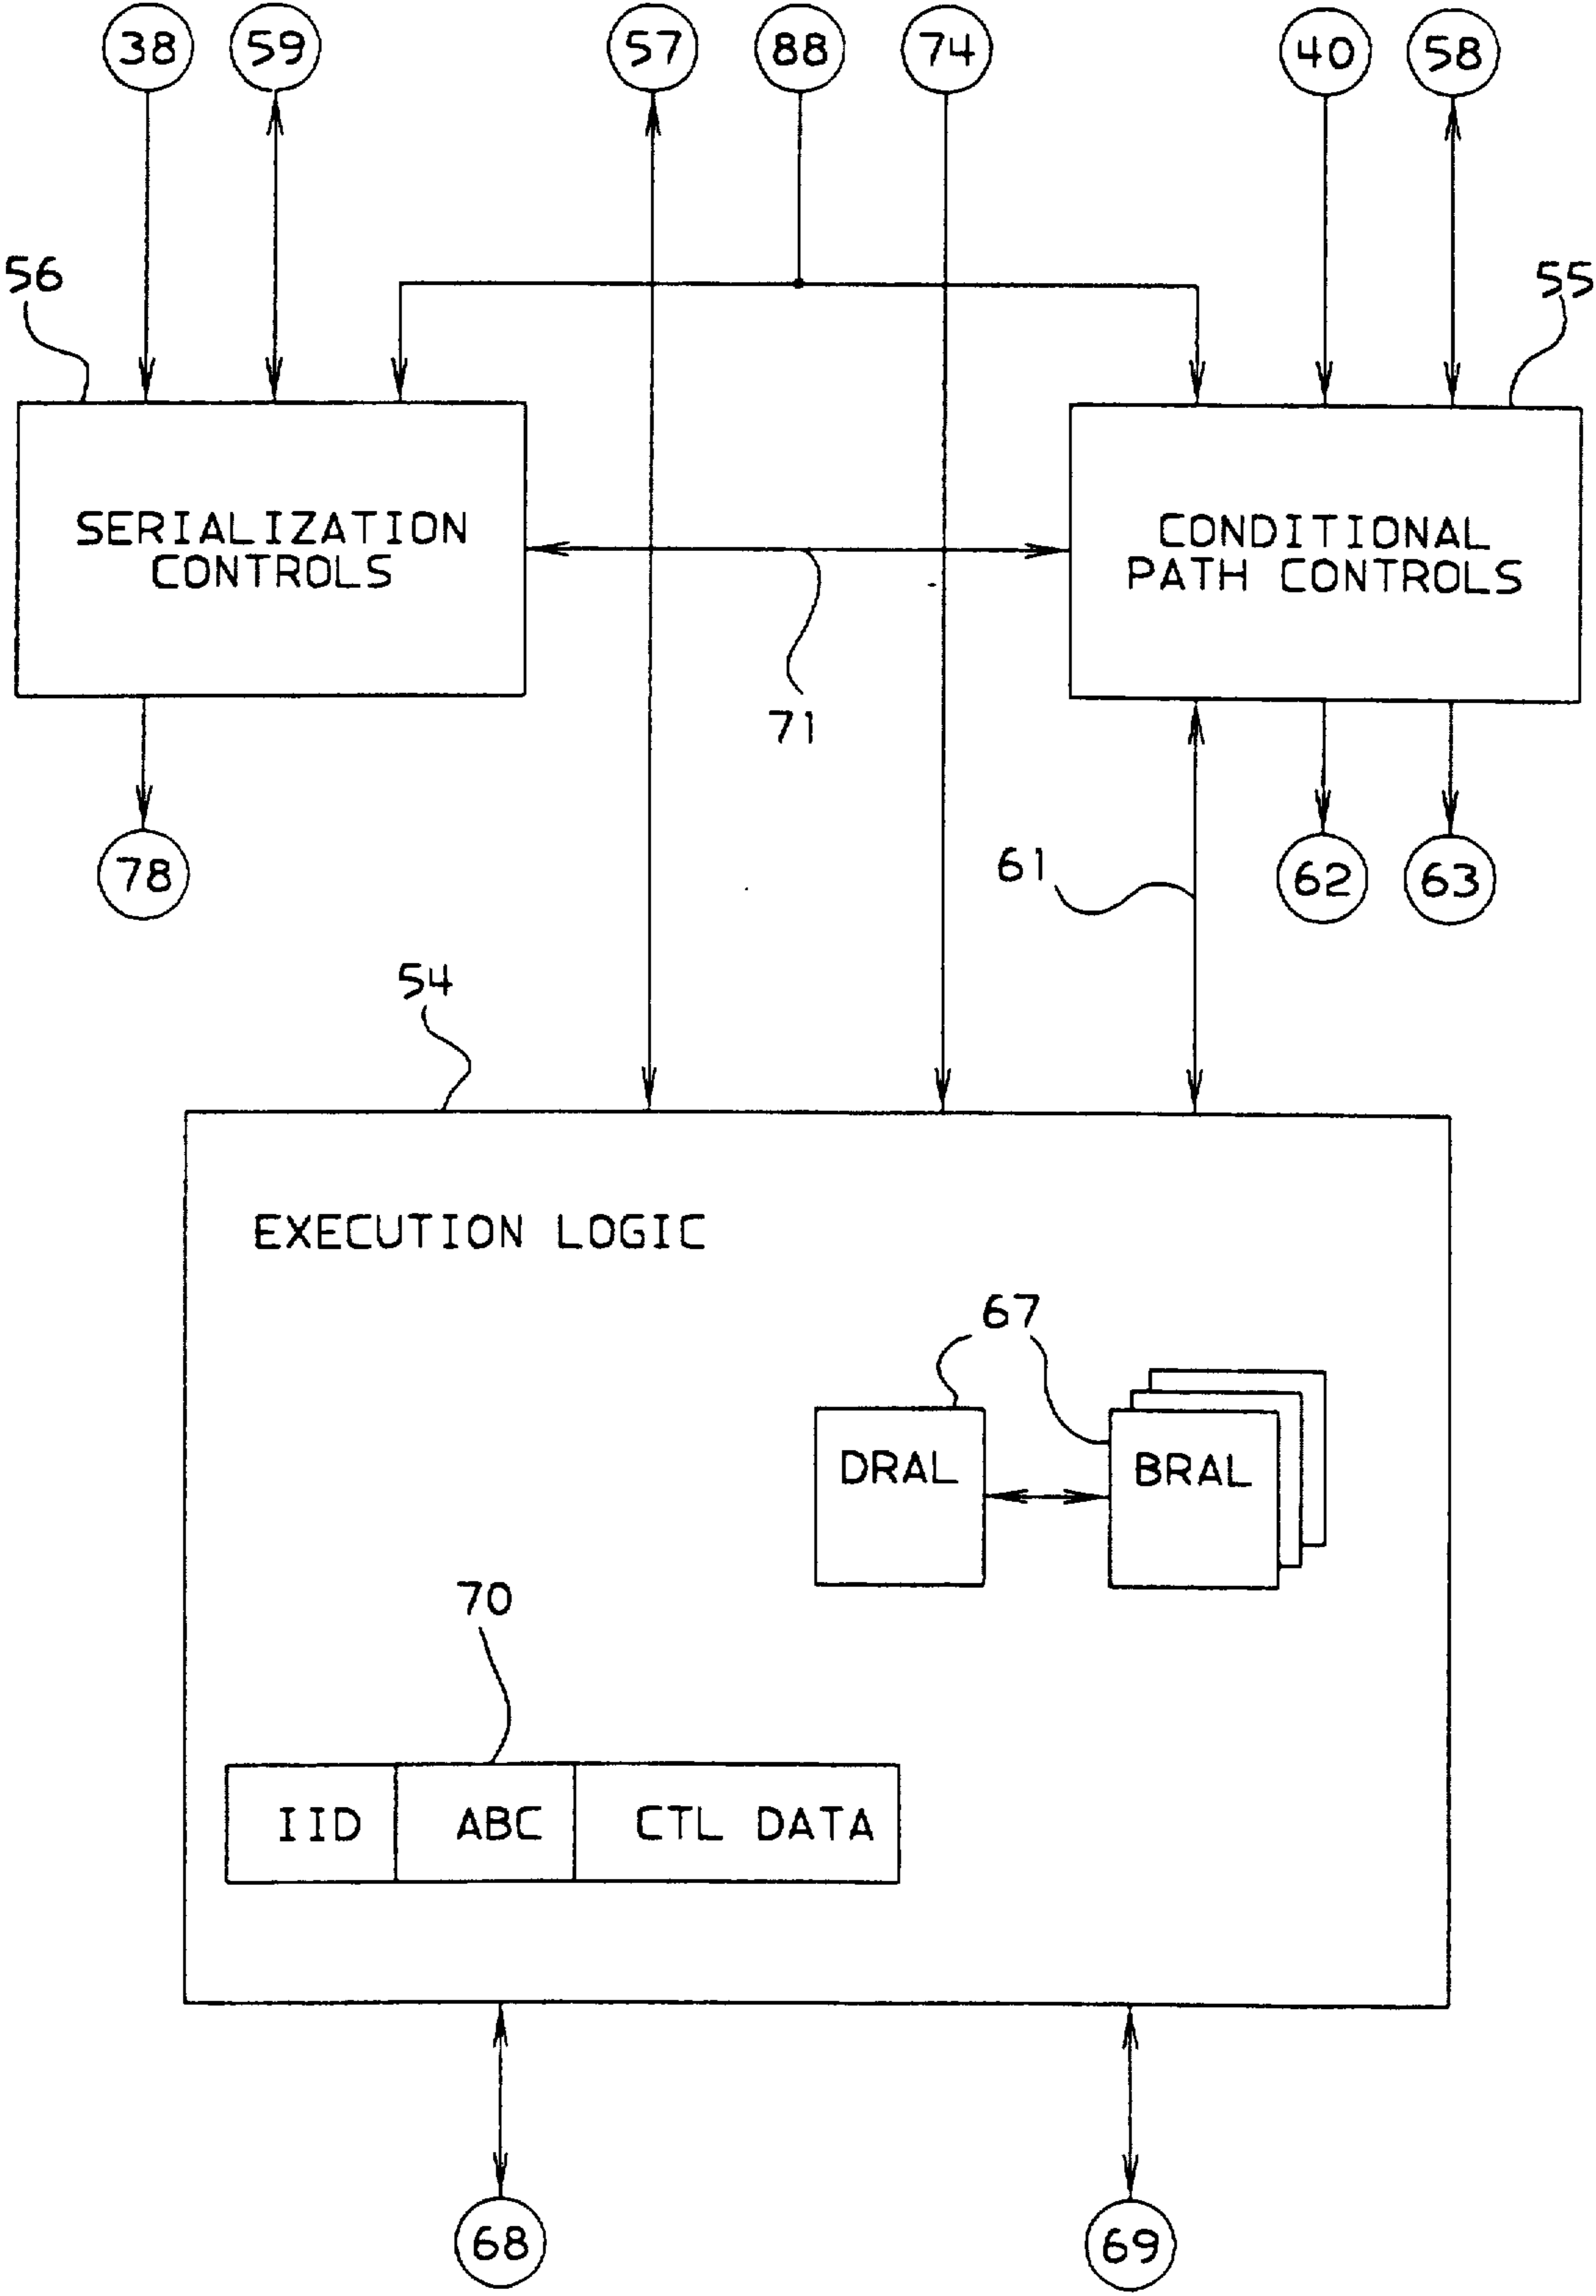 38
59
57
88
74
40
58
56
55
SERIALIZATION
CONTROLS
CONDITIONAL
PATH CONTROLS
71
78
61
62
63
54
EXECUTION LOGIC
67
DRAL
BRAL
70
IID
ABC
CTL DATA
68
69